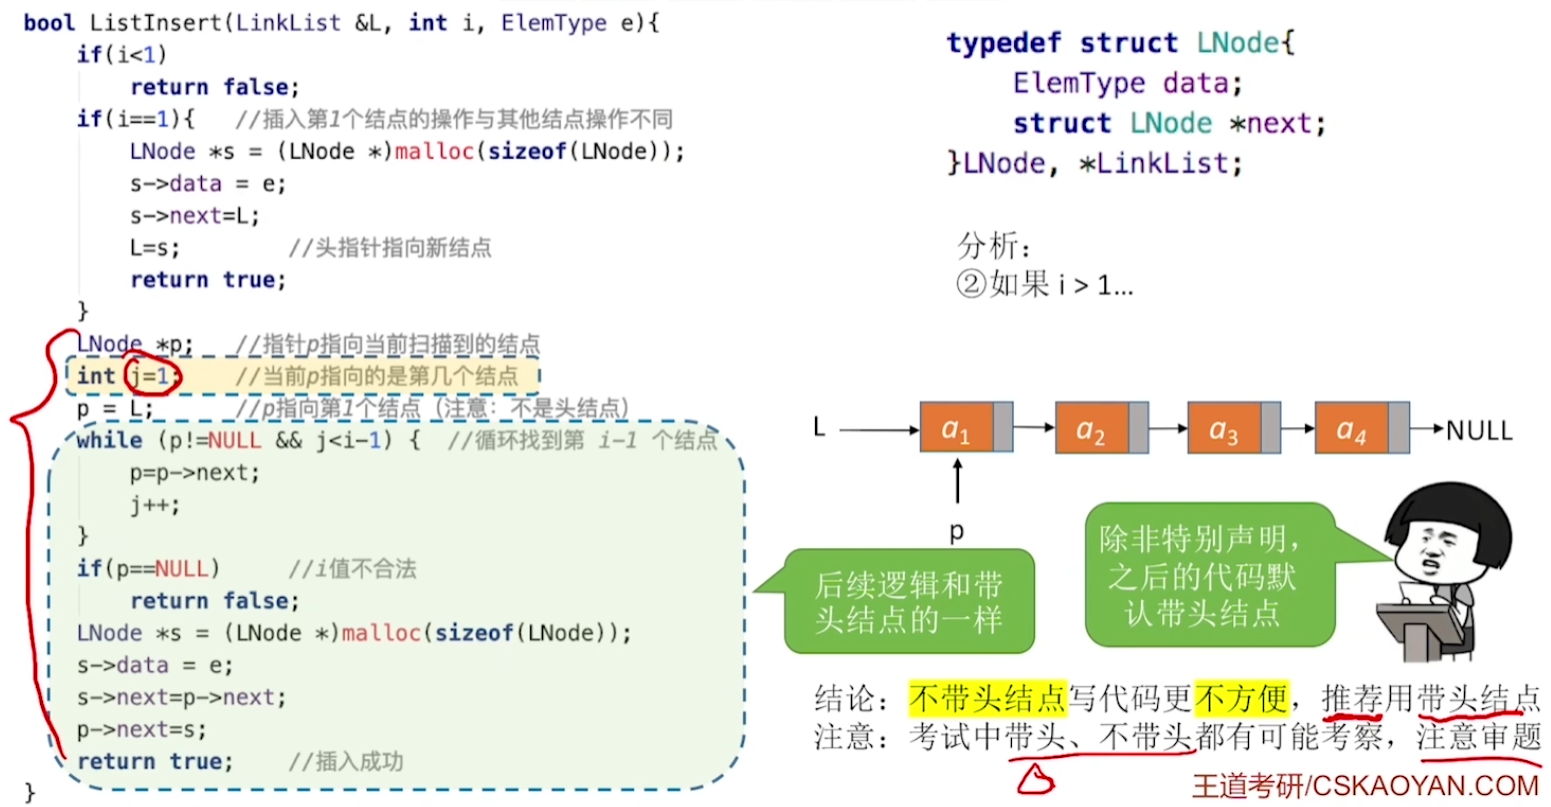 bool ListInsert(LinkList &L, int i, ElemType e){
if(i<1)
return false;
if(i==1){ //插入第1个结点的操作与其他结点操作不同
LNode *s = (LNode *)malloc(sizeof(LNode));
s->data = e;
s->next=L;
L=s; //头指针指向新结点
return true;
}
LNode *p; //指针p指向当前扫描到的结点
int j=1; //当前p指向的是第几个结点
p = L; //p指向第1个结点（注意：不是头结点）
while (p!=NULL && j<i-1) { //循环找到第 i-1 个结点
p=p->next;
j++;
}
if(p==NULL) //i值不合法
return false;
LNode *s = (LNode *)malloc(sizeof(LNode));
s->data = e;
s->next=p->next;
p->next=s;
return true; //插入成功
}
typedef struct LNode{
ElemType data;
struct LNode *next;
}LNode, *LinkList;
分析：
②如果 i > 1…
L a1 a2 a3 a4 NULL
p
后续逻辑和带
头结点的一样
除非特别声明，
之后的代码默
认带头结点
结论：不带头结点写代码更不方便，推荐用带头结点
注意：考试中带头、不带头都有可能考察，注意审题
王道考研/CSKAOYAN.COM